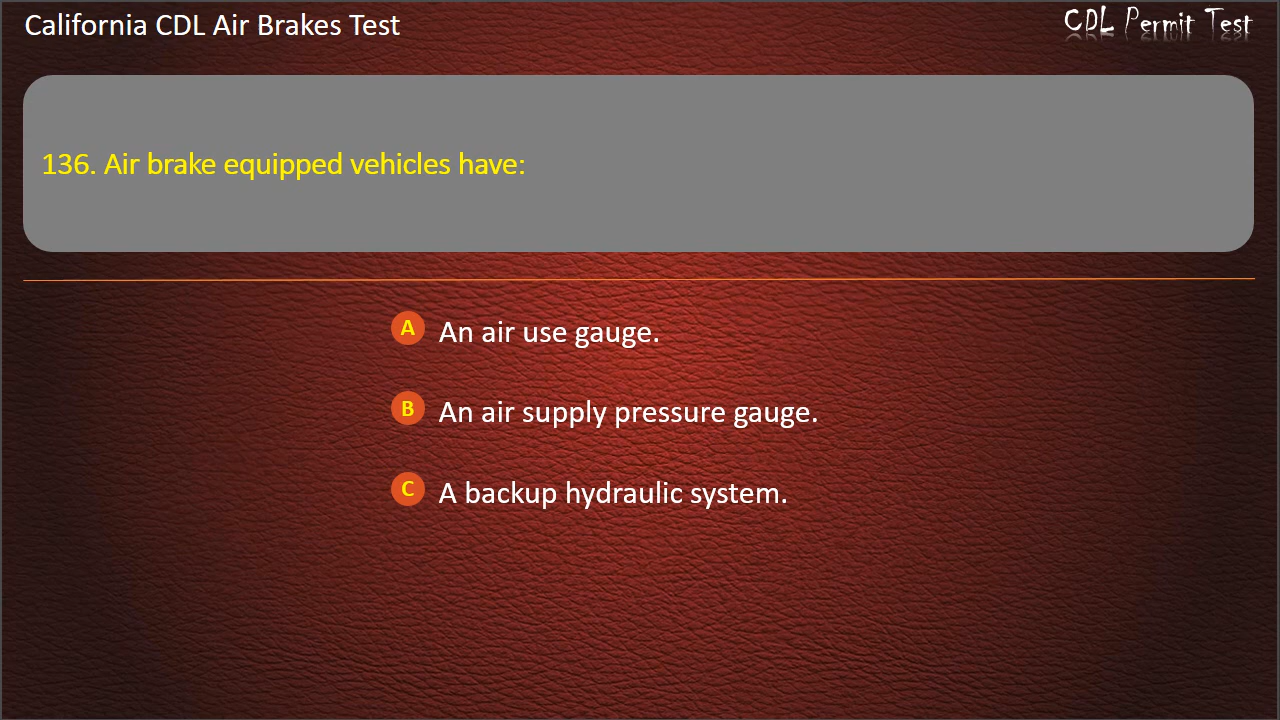 California CDL Air Brakes Test
CDL Permit Test
136. Air brake equipped vehicles have:
A An air use gauge.
B An air supply pressure gauge.
C A backup hydraulic system.